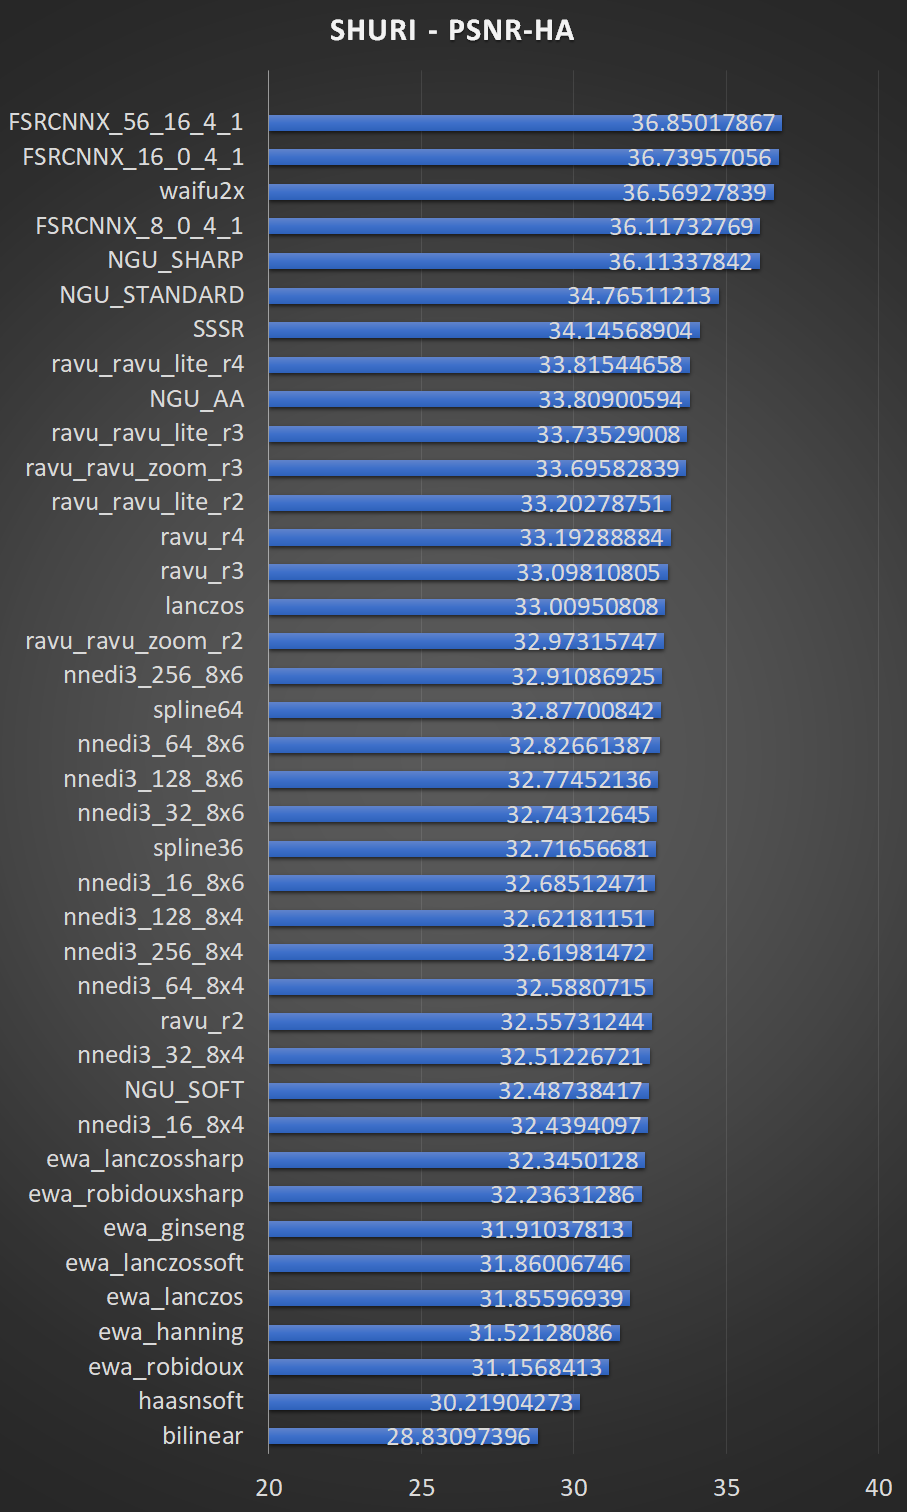 SHURI - PSNR-HA
FSRCNNX_56_16_4_1 36.85017867
FSRCNNX_16_0_4_1 36.73957056
waifu2x 36.56927839
FSRCNNX_8_0_4_1 36.11732769
NGU_SHARP 36.11337842
NGU_STANDARD 34.76511213
SSSR 34.14568904
ravu_ravu_lite_r4 33.81544658
NGU_AA 33.80900594
ravu_ravu_lite_r3 33.73529008
ravu_ravu_zoom_r3 33.69582839
ravu_ravu_lite_r2 33.20278751
ravu_r4 33.19288884
ravu_r3 33.09810805
lanczos 33.00950808
ravu_ravu_zoom_r2 32.97315747
nnedi3_256_8x6 32.91086925
spline64 32.87700842
nnedi3_64_8x6 32.82661387
nnedi3_128_8x6 32.77452136
nnedi3_32_8x6 32.74312645
spline36 32.71656681
nnedi3_16_8x6 32.68512471
nnedi3_128_8x4 32.62181151
nnedi3_256_8x4 32.61981472
nnedi3_64_8x4 32.5880715
ravu_r2 32.55731244
nnedi3_32_8x4 32.51226721
NGU_SOFT 32.48738417
nnedi3_16_8x4 32.4394097
ewa_lanczossharp 32.3450128
ewa_robidouxsharp 32.23631286
ewa_ginseng 31.91037813
ewa_lanczossoft 31.86006746
ewa_lanczos 31.85596939
ewa_hanning 31.52128086
ewa_robidoux 31.1568413
haasnsoft 30.21904273
bilinear 28.83097396
20 25 30 35 40